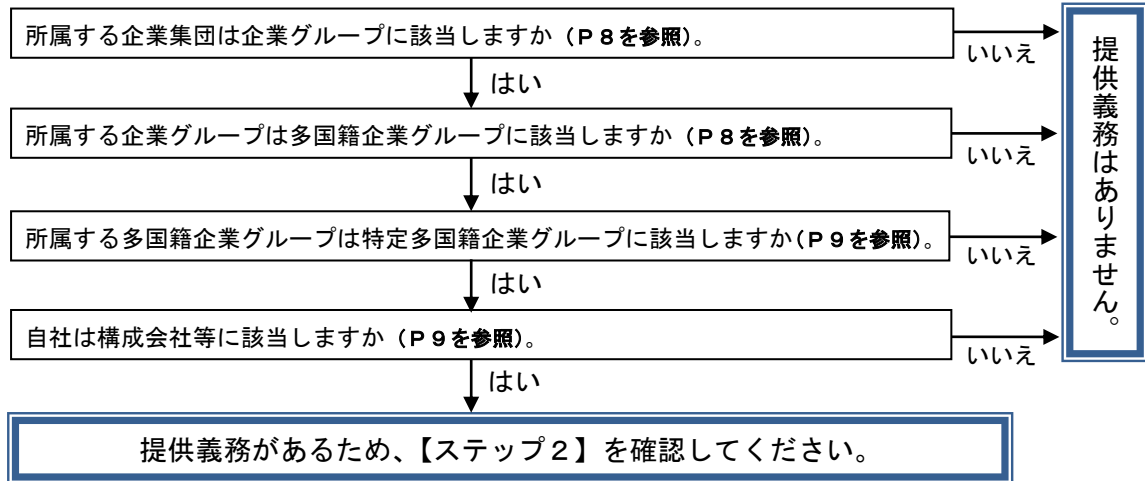 所属する企業集団は企業グループに該当しますか（Ｐ８を参照）。
いいえ
はい
所属する企業グループは多国籍企業グループに該当しますか（Ｐ８を参照）。
いいえ
はい
所属する多国籍企業グループは特定多国籍企業グループに該当しますか（Ｐ９を参照）。
いいえ
はい
自社は構成会社等に該当しますか（Ｐ９を参照）。
いいえ
はい
提供義務はありません。
提供義務があるため、【ステップ２】を確認してください。